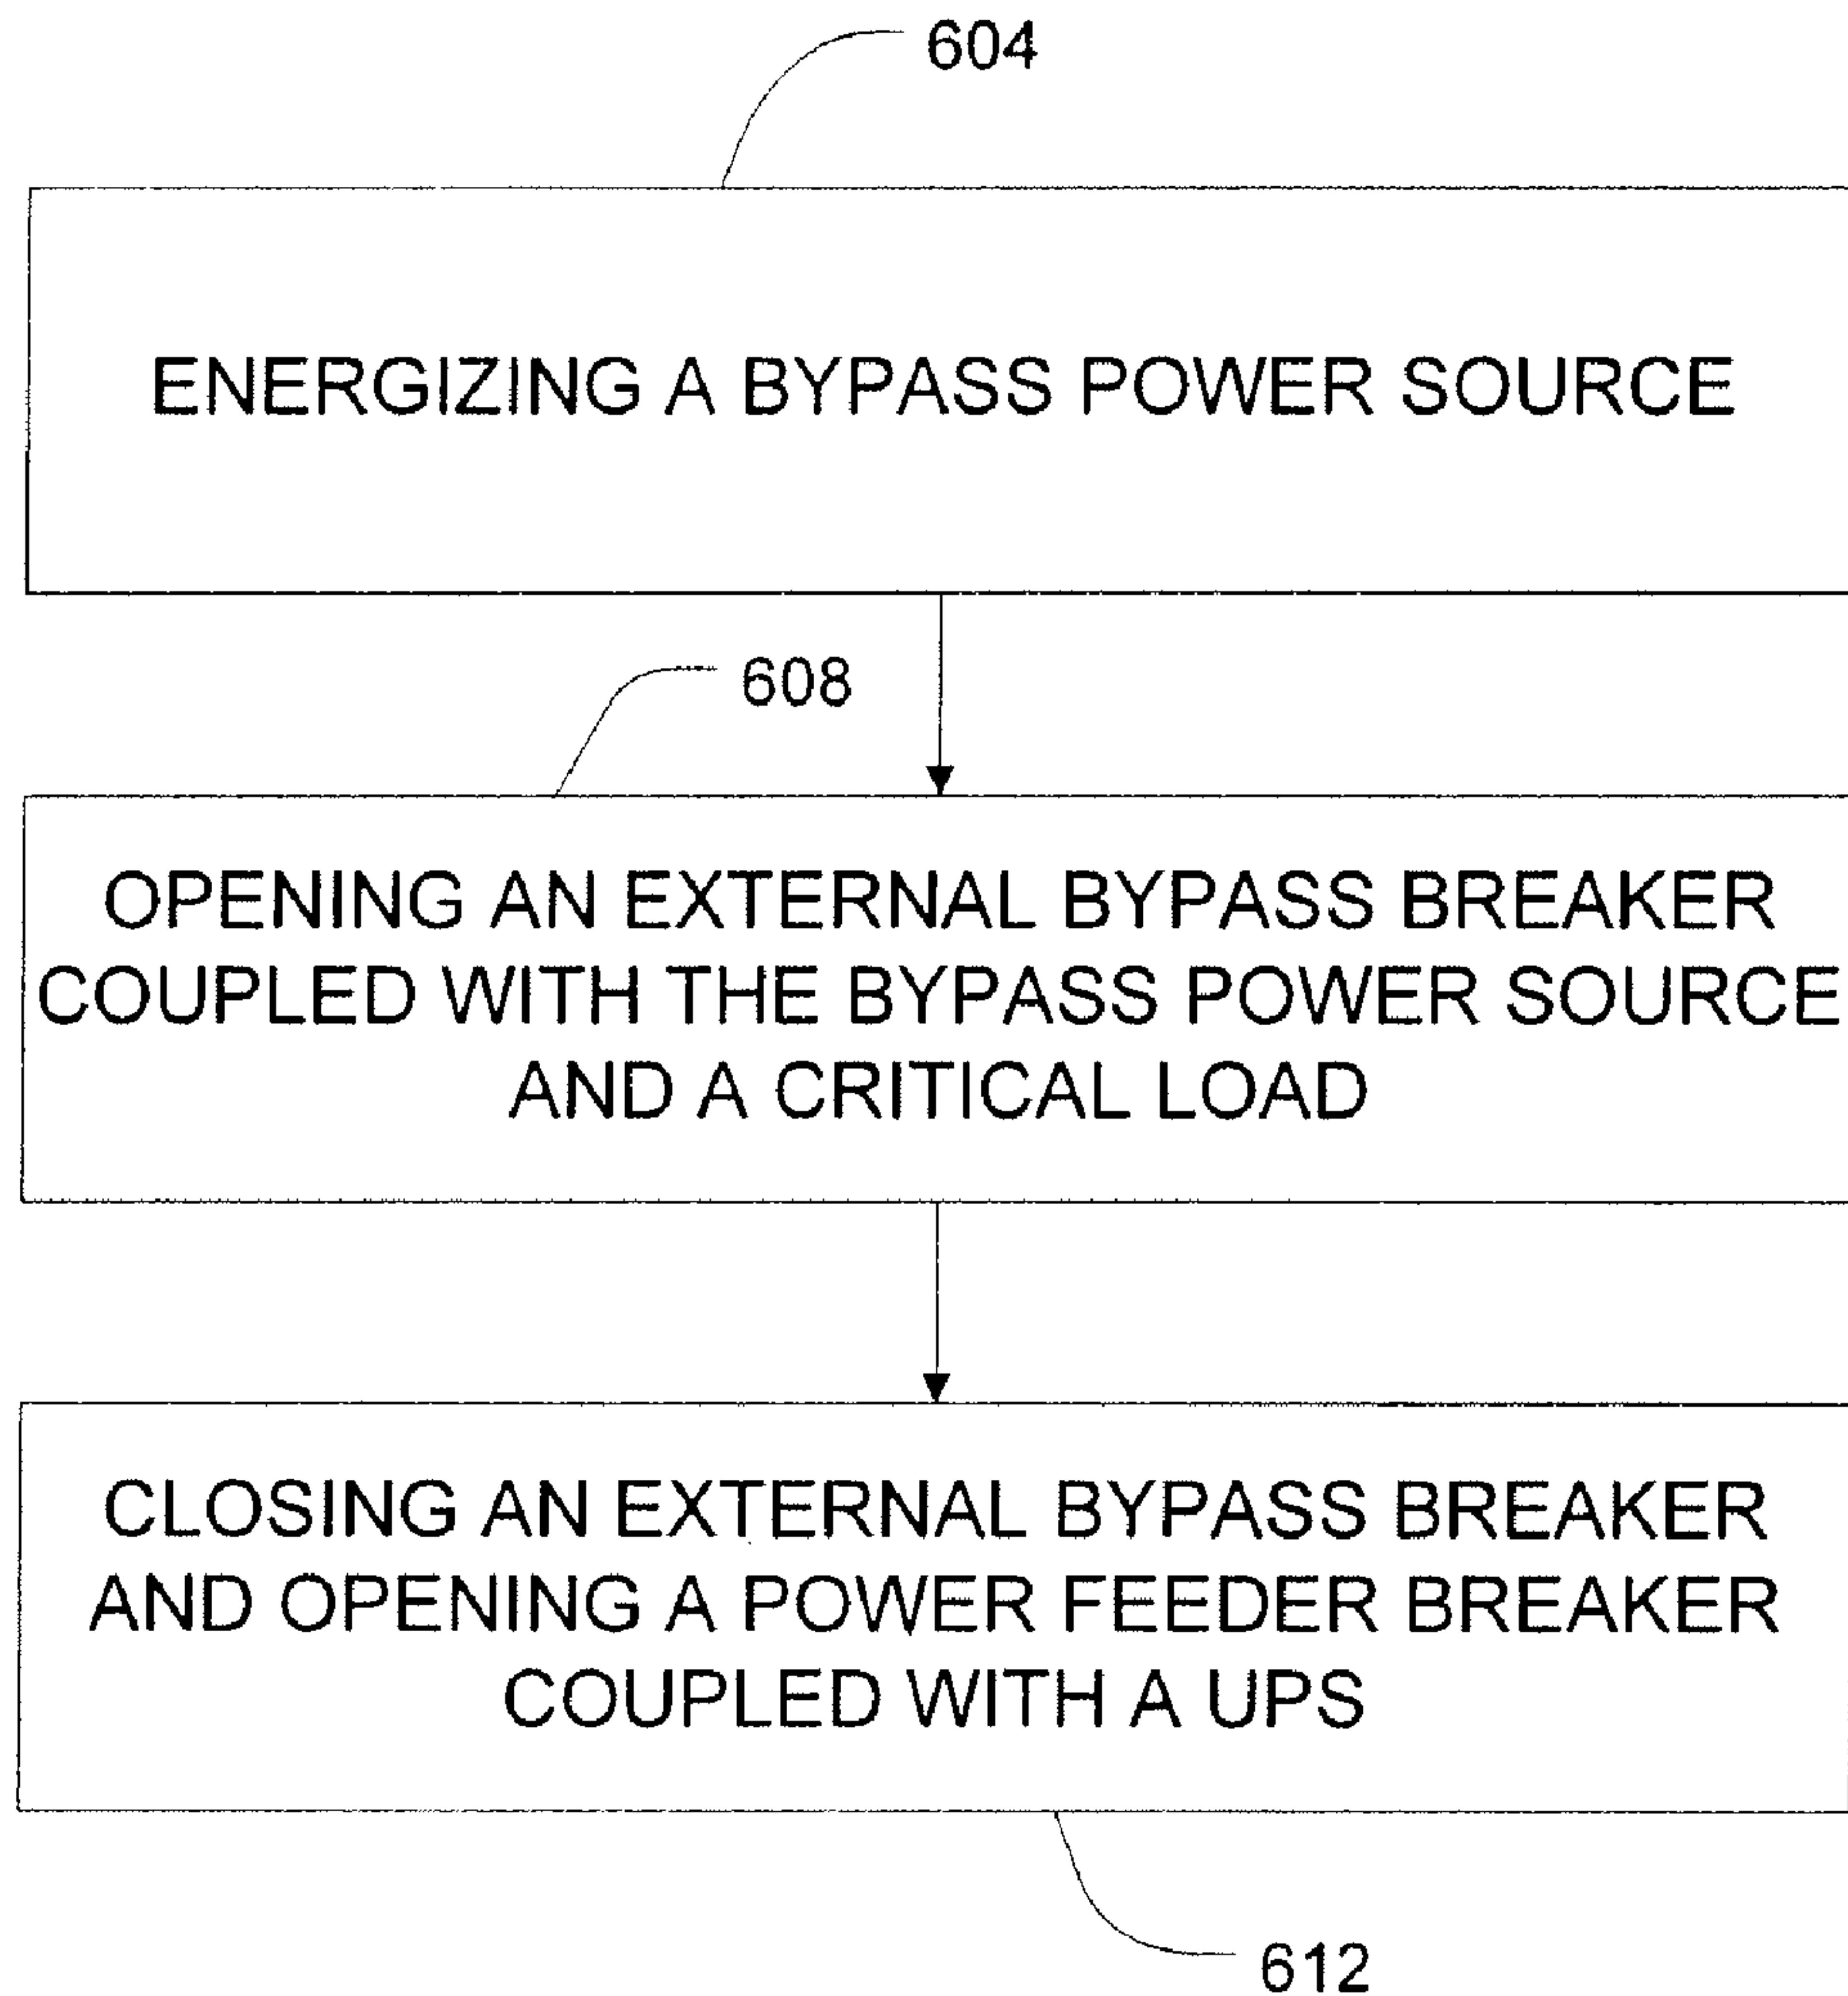 604
ENERGIZING A BYPASS POWER SOURCE
608
OPENING AN EXTERNAL BYPASS BREAKER
COUPLED WITH THE BYPASS POWER SOURCE
AND A CRITICAL LOAD
CLOSING AN EXTERNAL BYPASS BREAKER
AND OPENING A POWER FEEDER BREAKER
COUPLED WITH A UPS
612